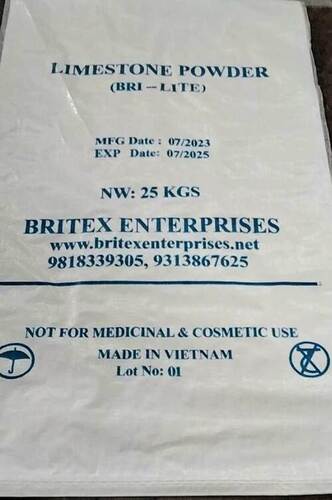 LIMESTONE POWDER
(BRI – LITE)
MFG Date : 07/2023
EXP Date: 07/2025
NW: 25 KGS
BRITEX ENTERPRISES
www.britexenterprises.net
9818339305, 9313867625
NOT FOR MEDICINAL & COSMETIC USE
MADE IN VIETNAM
Lot No: 01